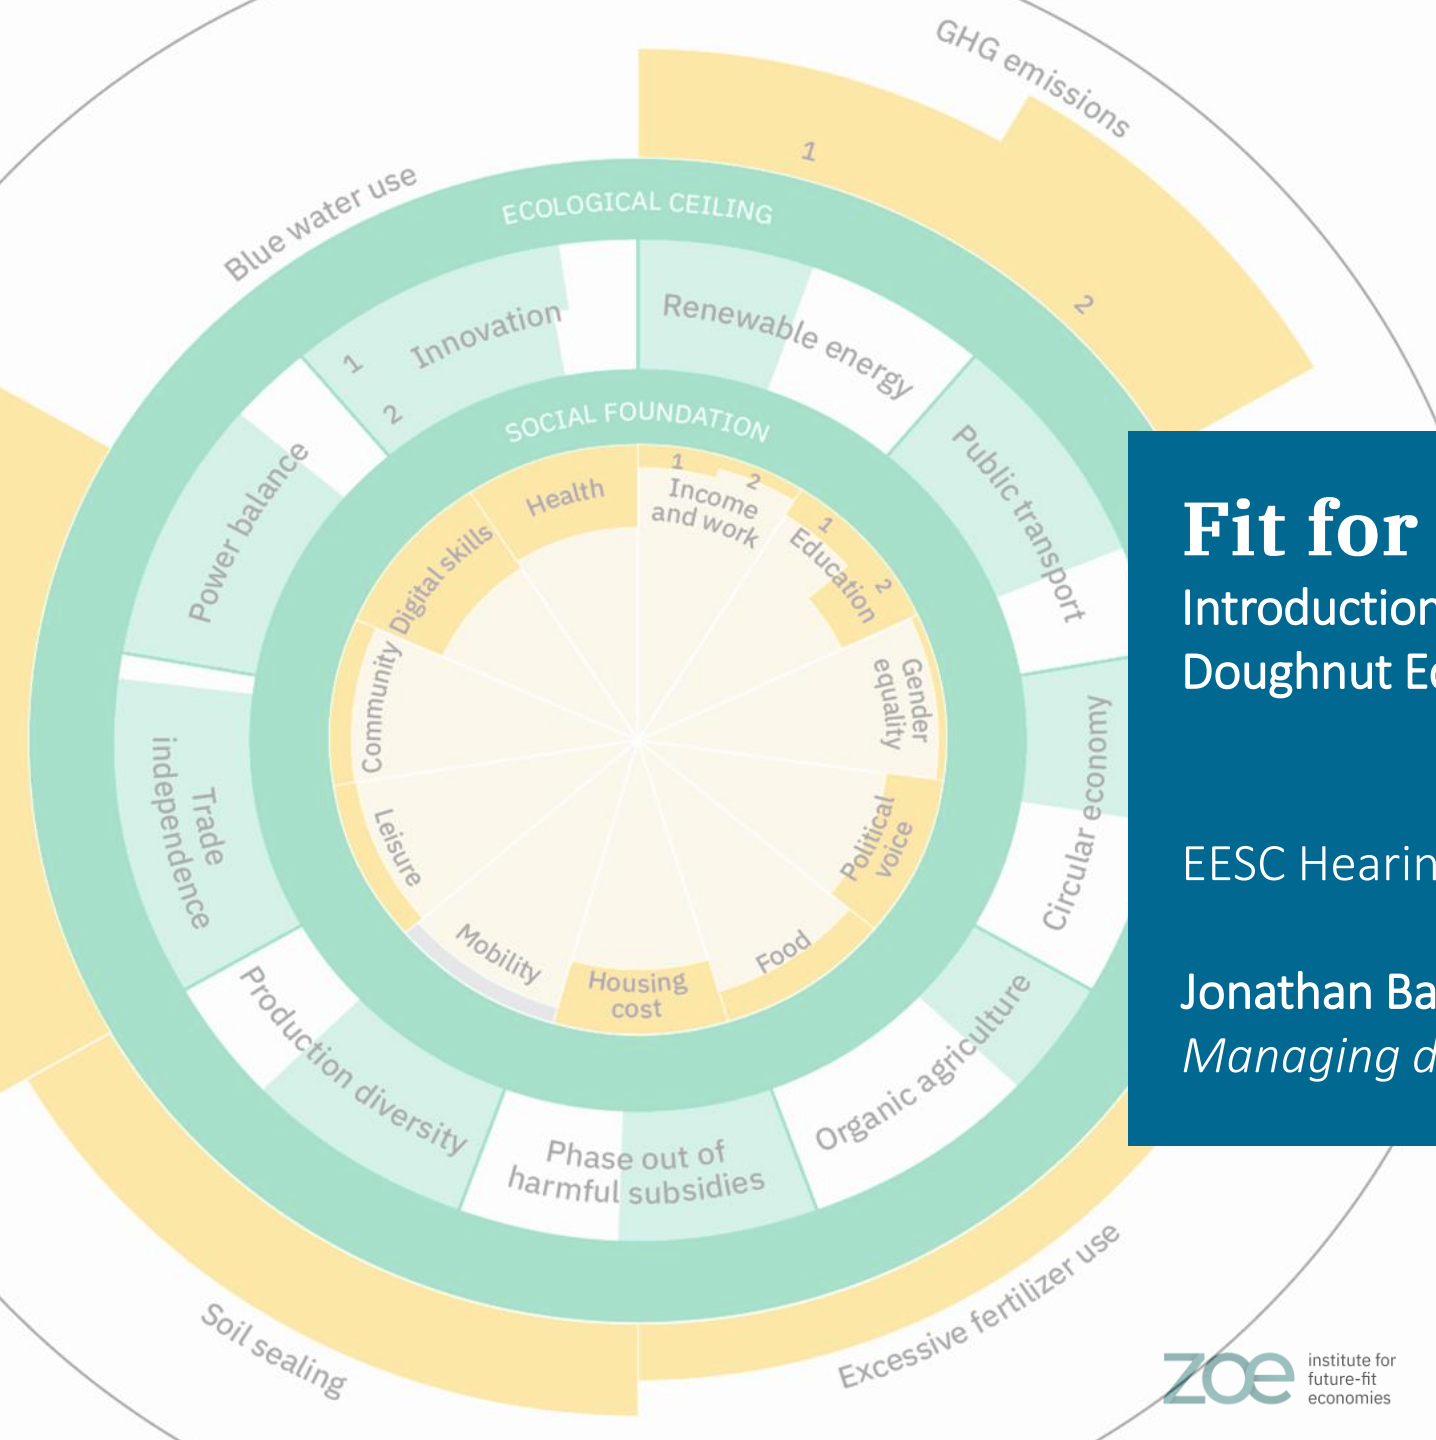 GHG emissions
1
2
Blue water use
ECOLOGICAL CEILING
Innovation
1
2
Renewable energy
Public transport
Power balance
SOCIAL FOUNDATION
Health
1
2
Income
and work
1
2
Education
Digital skills
Gender
equality
Community
Circular economy
Trade
independence
Leisure
Political
voice
Mobility
Housing
cost
Food
Production diversity
Organic agriculture
Phase out of
harmful subsidies
Soil sealing
Excessive fertilizer use
Fit for
Introduction
Doughnut
EESC
Jonathan
Managing
zoe
institute for
future-fit
economies